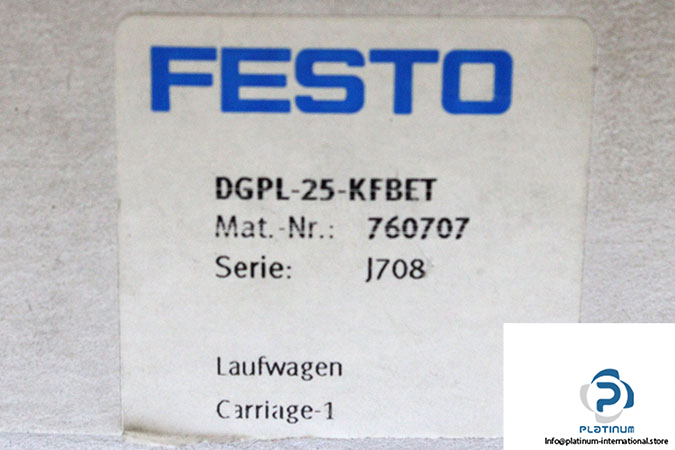 FESTO
DGPL-25-KFBET
Mat.-Nr.: 760707
Serie: J708
Laufwagen
Carriage-1
PLATINUM
Info@platinum-international.store